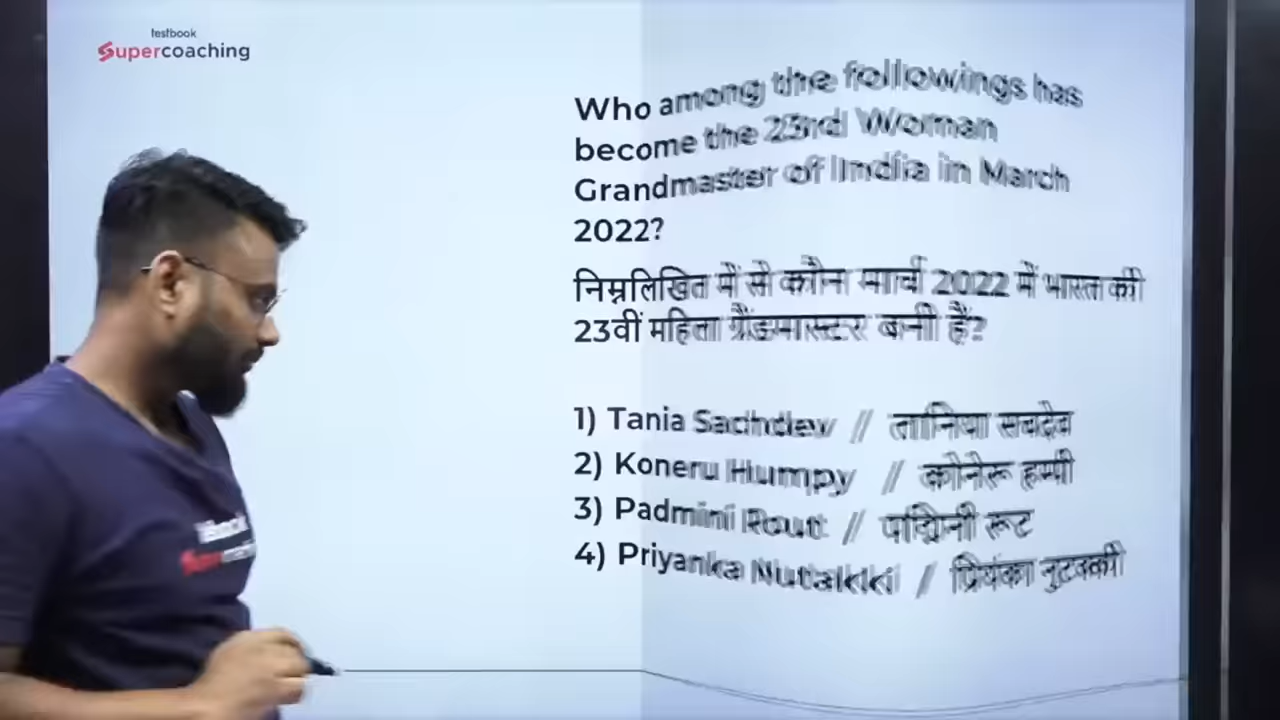 testbook
Supercoaching
Who among the followings has
become the 23rd Woman
Grandmaster of India in March
2022?
निम्नलिखित में से कौन मार्च 2022 में भारत की
23वीं महिला ग्रैंडमास्टर बनी हैं?
1) Tania Sachdev // तानिया सचदेव
2) Koneru Humpy // कोनेरू हम्पी
3) Padmini Rout // पद्मिनी रूट
4) Priyanka Nutakki / प्रियंका नुटक्की
Super